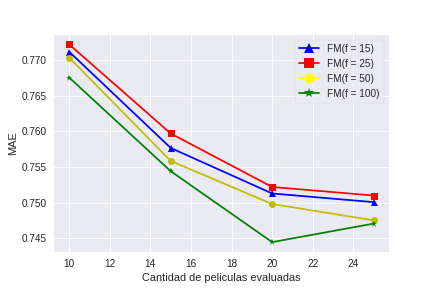 FM(f = 15)
FM(f = 25)
FM(f = 50)
FM(f = 100)
MAE
0.770
0.765
0.760
0.755
0.750
0.745
10 12 14 16 18 20 22 24
Cantidad de peliculas evaluadas